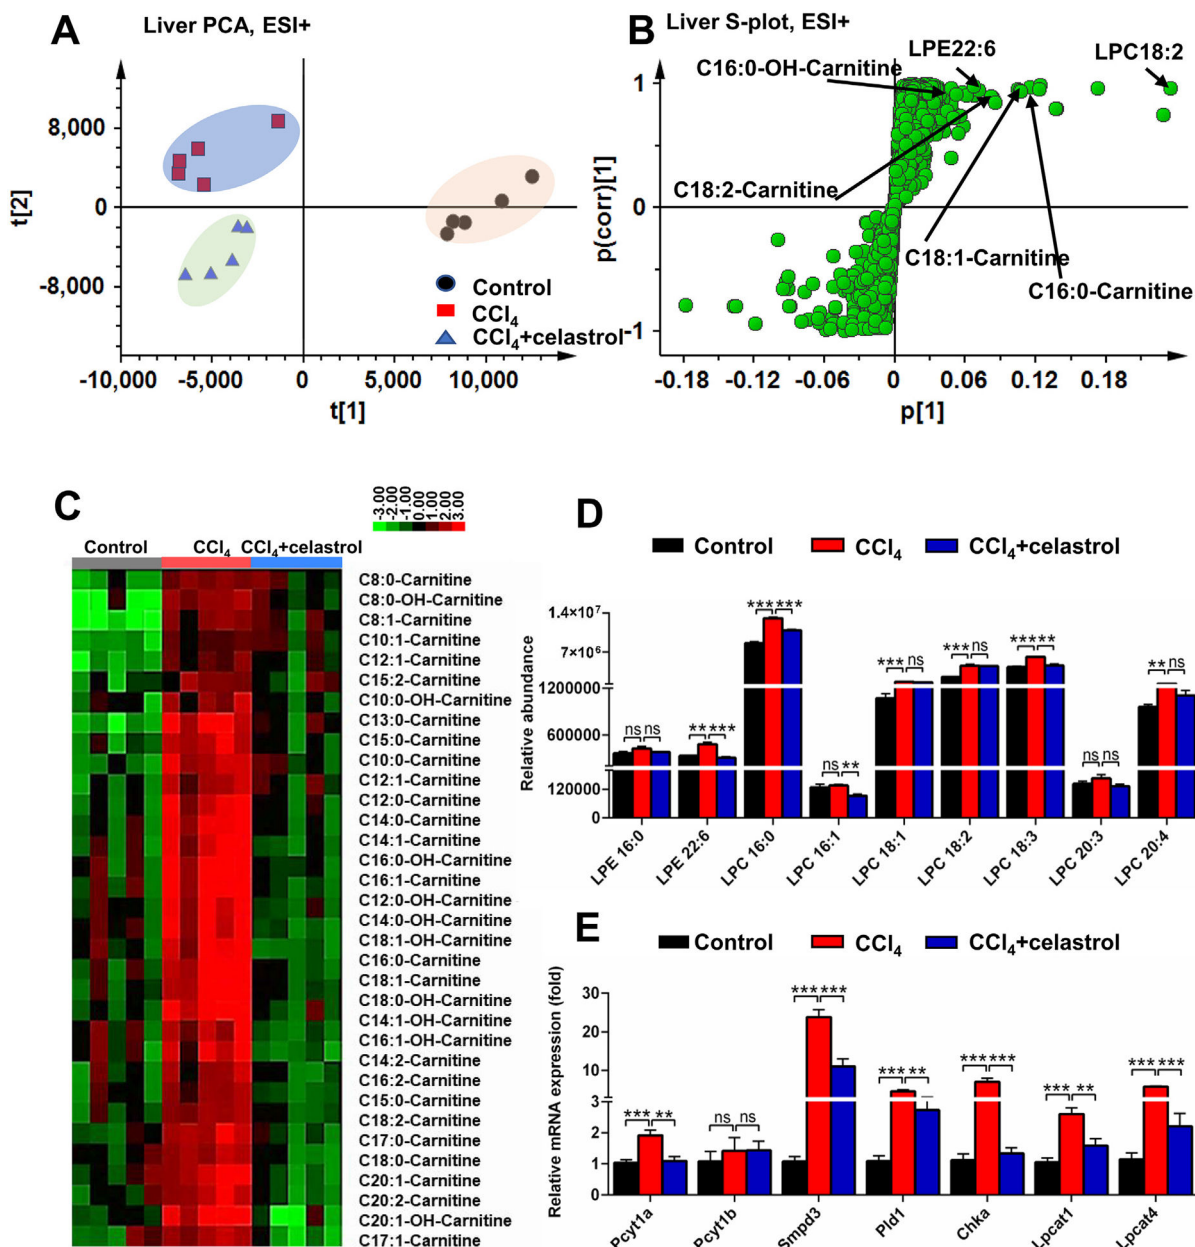 A
Liver PCA, ESI+
t[2]
8,000
0
-8,000
-10,000 -5,000 0 5,000 10,000
t[1]
Control
CCl₄
CCl₄+celastrol
B
Liver S-plot, ESI+
LPE22:6
LPC18:2
C16:0-OH-Carnitine
C18:2-Carnitine
C18:1-Carnitine
C16:0-Carnitine
p(corr)[1]
1
0
-1
-0.18 -0.06 0 0.06 0.12 0.18
p[1]
C
-3.00 -2.00 -1.00 0.00 1.00 2.00 3.00
Control CCl₄ CCl₄+celastrol
C8:0-Carnitine
C8:0-OH-Carnitine
C8:1-Carnitine
C10:1-Carnitine
C12:1-Carnitine
C15:2-Carnitine
C10:0-OH-Carnitine
C13:0-Carnitine
C15:0-Carnitine
C10:0-Carnitine
C12:1-Carnitine
C12:0-Carnitine
C14:0-Carnitine
C14:1-Carnitine
C16:0-OH-Carnitine
C16:1-Carnitine
C12:0-OH-Carnitine
C14:0-OH-Carnitine
C18:1-OH-Carnitine
C16:0-Carnitine
C18:1-Carnitine
C18:0-OH-Carnitine
C14:1-OH-Carnitine
C16:1-OH-Carnitine
C14:2-Carnitine
C16:2-Carnitine
C15:0-Carnitine
C18:2-Carnitine
C17:0-Carnitine
C18:0-Carnitine
C20:1-Carnitine
C20:2-Carnitine
C20:1-OH-Carnitine
C17:1-Carnitine
D
Control CCl₄ CCl₄+celastrol
Relative abundance
1.4×10⁷
7×10⁶
1200000
600000
120000
0
ns ns
** ***
*** ***
ns **
*** ns
*** ns
*** **
ns ns
** ns
LPE 16:0 LPE 22:6 LPC 16:0 LPC 16:1 LPC 18:1 LPC 18:2 LPC 18:3 LPC 20:3 LPC 20:4
E
Control CCl₄ CCl₄+celastrol
Relative mRNA expression (fold)
30
20
10
3
2
1
0
*** **
ns ns
*** ***
*** **
*** ***
*** **
*** ***
Pcyt1a Pcyt1b Smpd3 Pld1 Chka Lpcat1 Lpcat4